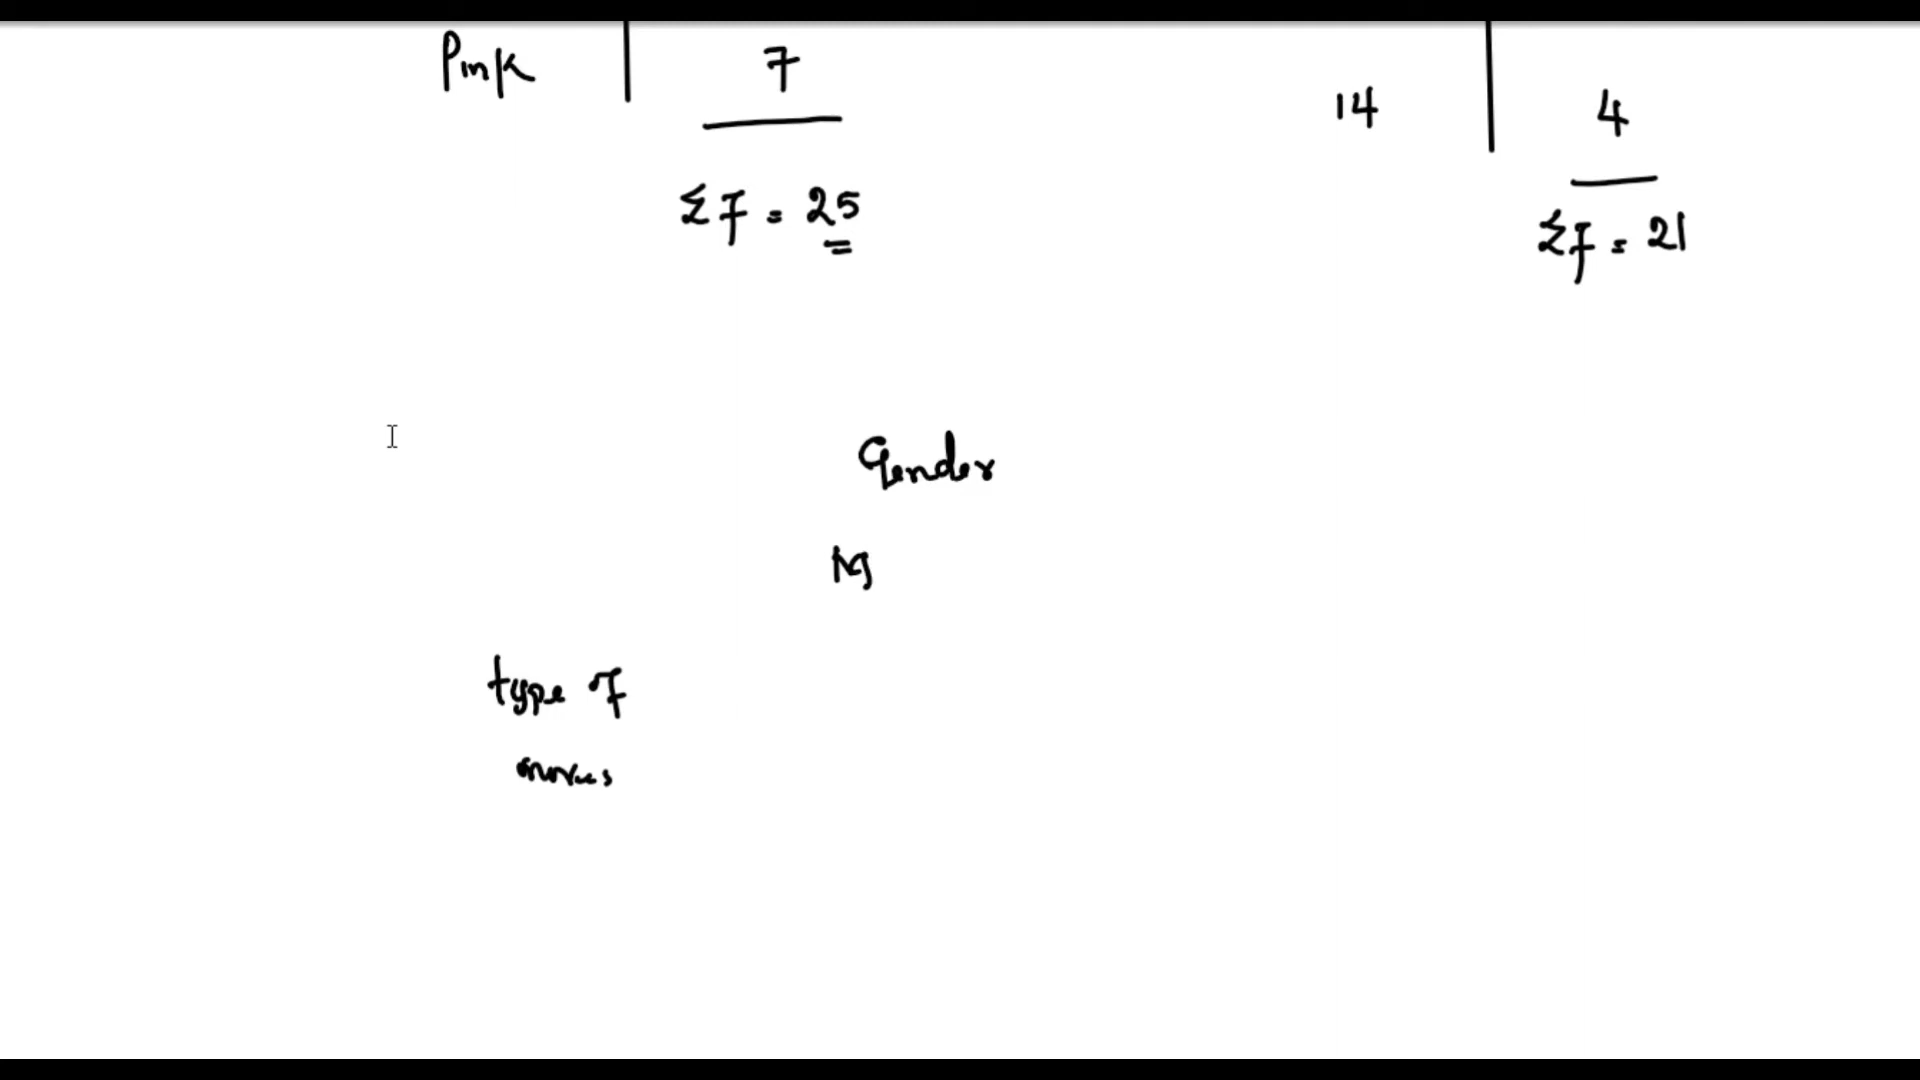 Pink | 7
14 | 4
Σf = 25
Σf = 21
Gender
M
type of